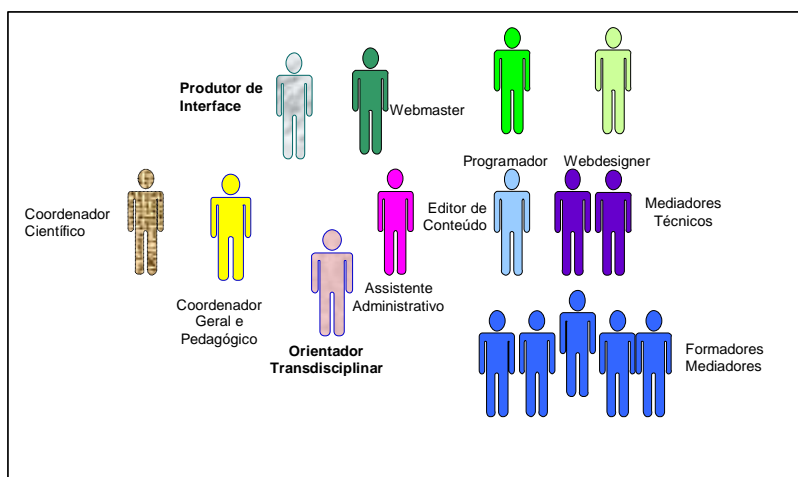 Produtor de
Interface
Webmaster
Programador
Webdesigner
Coordenador
Científico
Editor de
Conteúdo
Mediadores
Técnicos
Coordenador
Geral e
Pedagógico
Assistente
Administrativo
Orientador
Transdisciplinar
Formadores
Mediadores